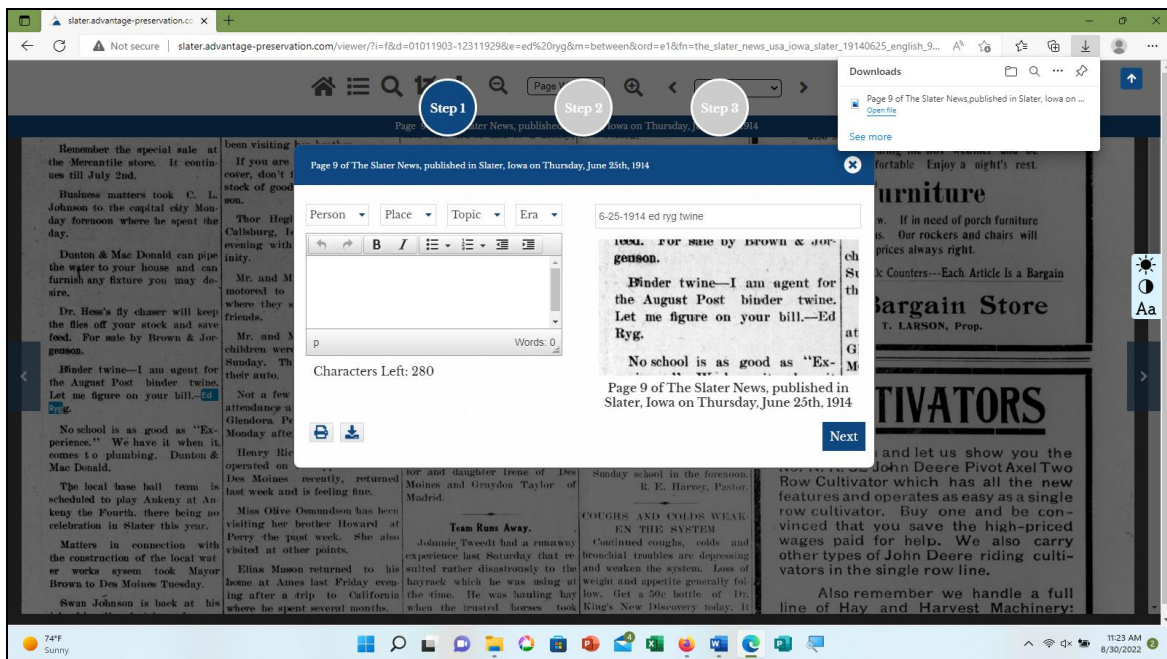 slater.advantage-preservation.cc
Not secure | slater.advantage-preservation.com/viewer/?i=f&d=01011903-12311929&e=ed%20ryg&m=between&ord=e1&fn=the_slater_news_usa_iowa_slater_19140625_english_9...
Downloads
Page 9 of The Slater News,published in Slater, Iowa on ...
Open file
See more
Step 1
Step 2
Step 3
Page 9 of The Slater News, published in Slater, Iowa on Thursday, June 25th, 1914
Person
Place
Topic
Era
B I
p
Words: 0
Characters Left: 280
6-25-1914 ed ryg twine
feed. For sale by Brown & Jor-
genson.
Binder twine—I am agent for
the August Post binder twine.
Let me figure on your bill.—Ed
Ryg.
No school is as good as "Ex-
Page 9 of The Slater News, published in
Slater, Iowa on Thursday, June 25th, 1914
Next
Remember the special sale at
the Mercantile store. It contin-
ues till July 2nd.
Business matters took C. L.
Johnson to the capital city Mon-
day forenoon where he spent the
day.
Dunton & Mac Donald can pipe
the water to your house and can
furnish any fixture you may de-
sire.
Dr. Hess's fly chaser will keep
the flies off your stock and save
feed. For sale by Brown & Jor-
genson.
Binder twine—I am agent for
the August Post binder twine.
Let me figure on your bill.—Ed
Ryg.
No school is as good as "Ex-
perience." We have it when it
comes to plumbing. Dunton &
Mac Donald.
The local base ball team is
scheduled to play Ankeny at An-
keny the Fourth, there being no
celebration in Slater this year.
Matters in connection with
the construction of the local wat-
er works sysem took Mayor
Brown to Des Moines Tuesday.
Swan Johnson is back at his
been visiting
If you are
cover, don't
stock of good
son.
Thor Hegl
Callsburg,
evening with
inity.
Mr. and M
motored to
where they
friends.
Mr. and
children were
Sunday. Th
their auto.
Not a few
attendance
Glendora Pe
Monday afte
Henry Ric
operated on
Des Moines recently, returned
last week and is feeling fine.
Miss Olive Osmundson has been
visiting her brother Howard at
Perry the past week. She also
visited at other points.
Elias Mason returned to his
home at Ames last Friday even-
ing after a trip to California
where he spent several months.
for and daughter Irene of Des
Moines and Graydon Taylor of
Madrid.
Team Runs Away.
Johnnie Tweedt had a runaway
experience last Saturday that re-
sulted rather disastrously to the
hayrack which he was using at
the time. He was hauling hay
when the trusted horses took
Sunday school in the forenoon.
R. E. Harvey, Pastor.
COUGHS AND COLDS WEAK-
EN THE SYSTEM
Continued coughs, colds and
bronchial troubles are depressing
and weaken the system. Loss of
weight and appetite generally fol-
low. Get a 50c bottle of Dr.
King's New Discovery today. It
fortable Enjoy a night's rest.
urniture
If in need of porch furniture
Our rockers and chairs will
prices always right.
Counters---Each Article Is a Bargain
Bargain Store
T. LARSON, Prop.
TIVATORS
and let us show you the
John Deere Pivot Axel Two
Row Cultivator which has all the new
features and operates as easy as a single
row cultivator. Buy one and be con-
vinced that you save the high-priced
wages paid for help. We also carry
other types of John Deere riding culti-
vators in the single row line.
Also remember we handle a full
line of Hay and Harvest Machinery:
Aa
74°F
Sunny
4
11:23 AM
8/30/2022
2